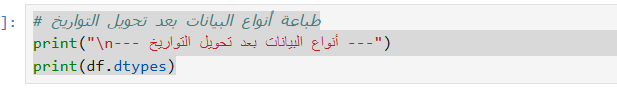 ]:
# طباعة أنواع البيانات بعد تحويل التواريخ
print("\n--- أنواع البيانات بعد تحويل التواريخ ---")
print(df.dtypes)